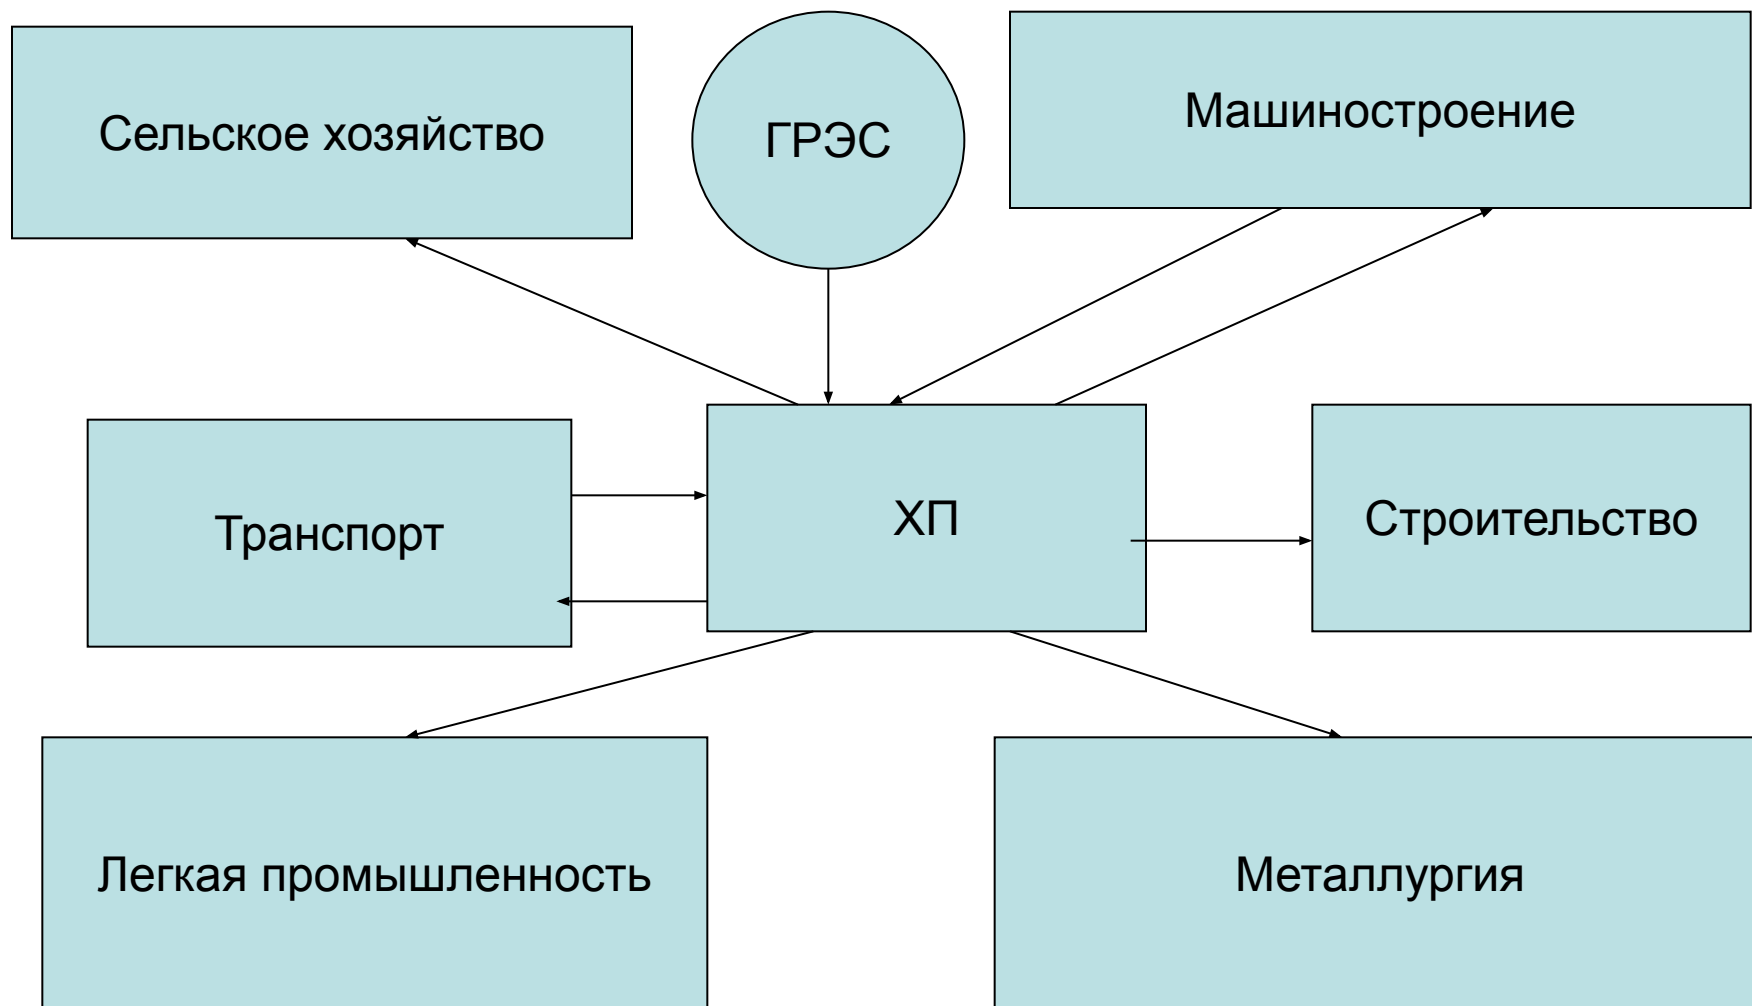 Сельское хозяйство
ГРЭС
Машиностроение
Транспорт
ХП
Строительство
Легкая промышленность
Металлургия